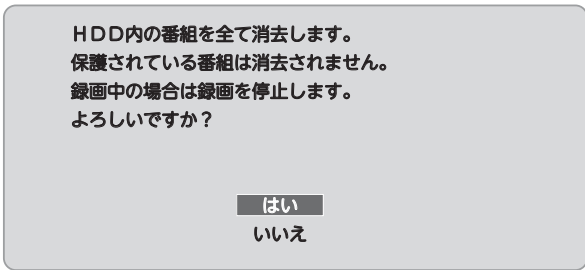 ＨＤＤ内の番組を全て消去します。
保護されている番組は消去されません。
録画中の場合は録画を停止します。
よろしいですか？
はい
いいえ